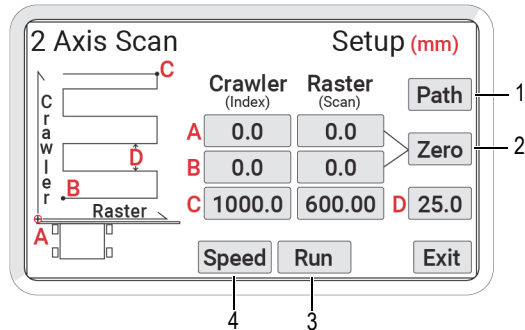 2 Axis Scan
Setup (mm)
C
Crawler
D
B
Raster
A
Crawler Raster
(Index) (Scan)
Path
A 0.0 0.0
Zero
B 0.0 0.0
C 1000.0 600.00 D 25.0
Speed Run Exit
1
2
3
4